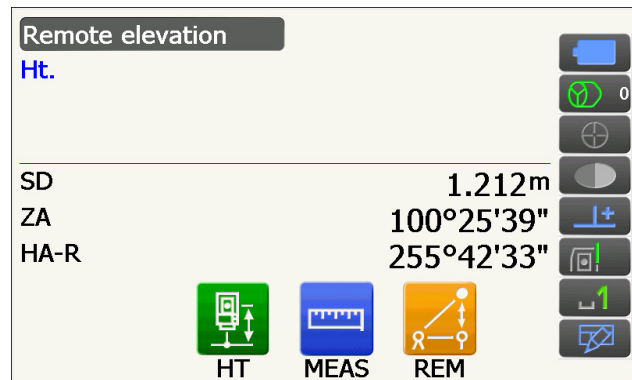 Remote elevation
Ht.
0
SD 1.212m
ZA 100°25'39"
HA-R 255°42'33"
1
HT MEAS REM